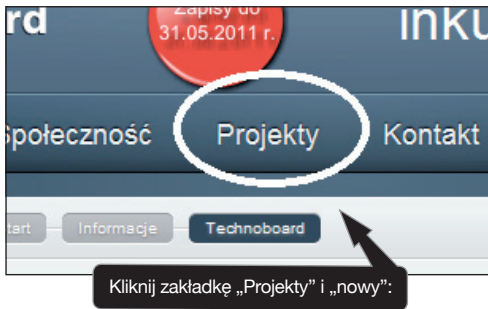 rd
Zapisy do
31.05.2011 r.
inku
Społeczność
Projekty
Kontakt
tart
Informacje
Technoboard
Kliknij zakładkę „Projekty” i „nowy”: